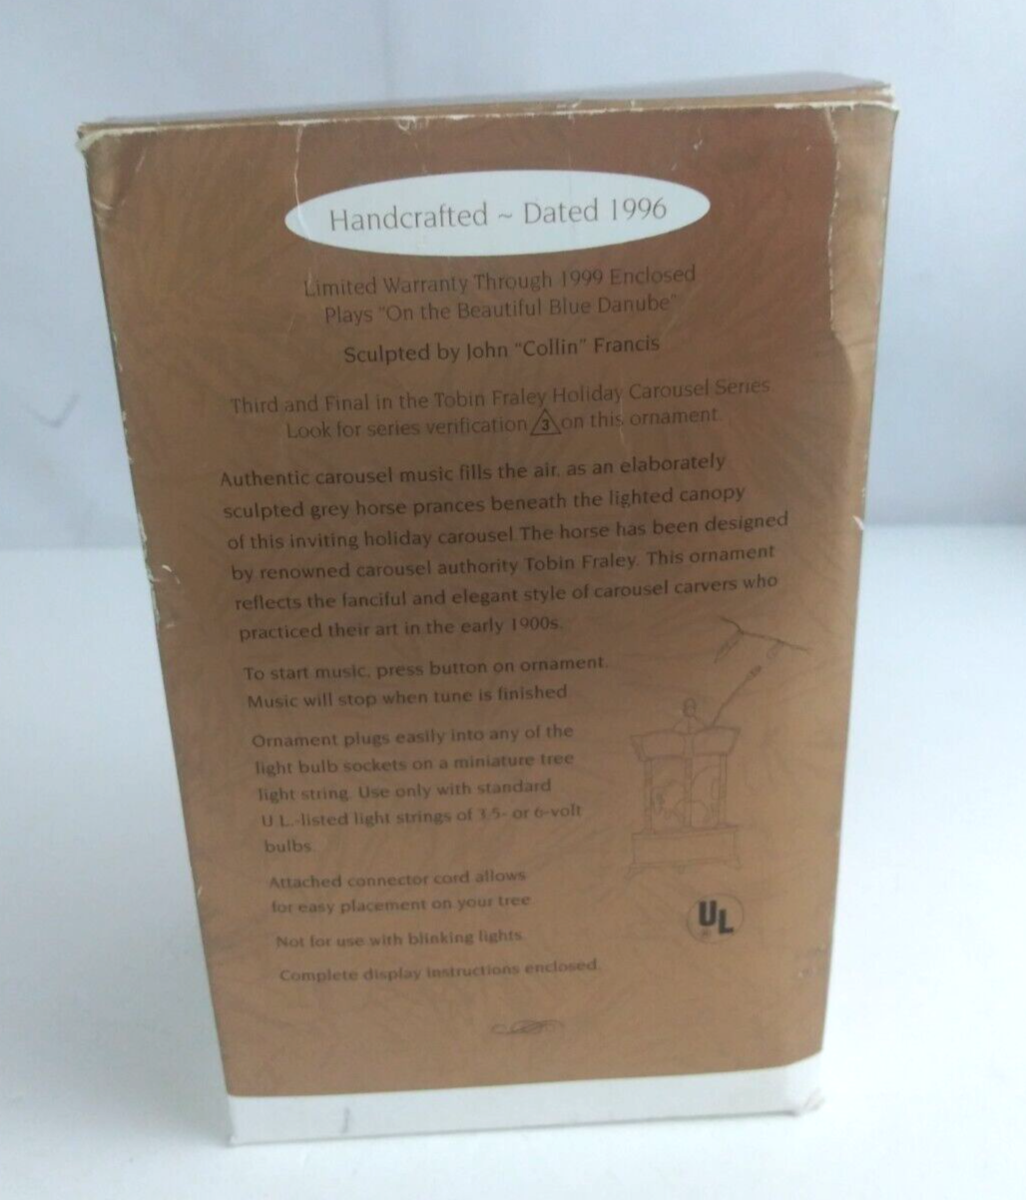 Handcrafted ~ Dated 1996
Limited Warranty Through 1999 Enclosed
Plays "On the Beautiful Blue Danube"
Sculpted by John "Collin" Francis
Third and Final in the Tobin Fraley Holiday Carousel Series
Look for series verification 3 on this ornament.
Authentic carousel music fills the air, as an elaborately
sculpted grey horse prances beneath the lighted canopy
of this inviting holiday carousel. The horse has been designed
by renowned carousel authority Tobin Fraley. This ornament
reflects the fanciful and elegant style of carousel carvers who
practiced their art in the early 1900s.
To start music, press button on ornament.
Music will stop when tune is finished.
Ornament plugs easily into any of the
light bulb sockets on a miniature tree
light string. Use only with standard
U.L.-listed light strings of 3.5- or 6-volt
bulbs.
Attached connector cord allows
for easy placement on your tree.
Not for use with blinking lights.
Complete display instructions enclosed.
UL